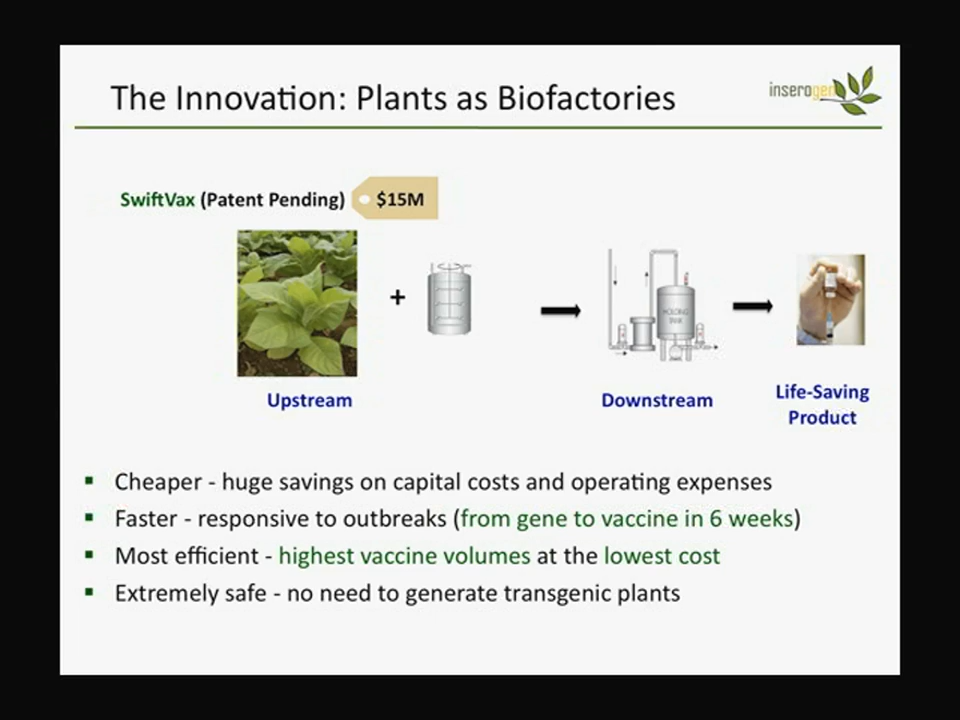 The Innovation: Plants as Biofactories
inserogen
SwiftVax (Patent Pending) $15M
+
HOLDING
TANK
Upstream
Downstream
Life-Saving
Product
▪ Cheaper - huge savings on capital costs and operating expenses
▪ Faster - responsive to outbreaks (from gene to vaccine in 6 weeks)
▪ Most efficient - highest vaccine volumes at the lowest cost
▪ Extremely safe - no need to generate transgenic plants